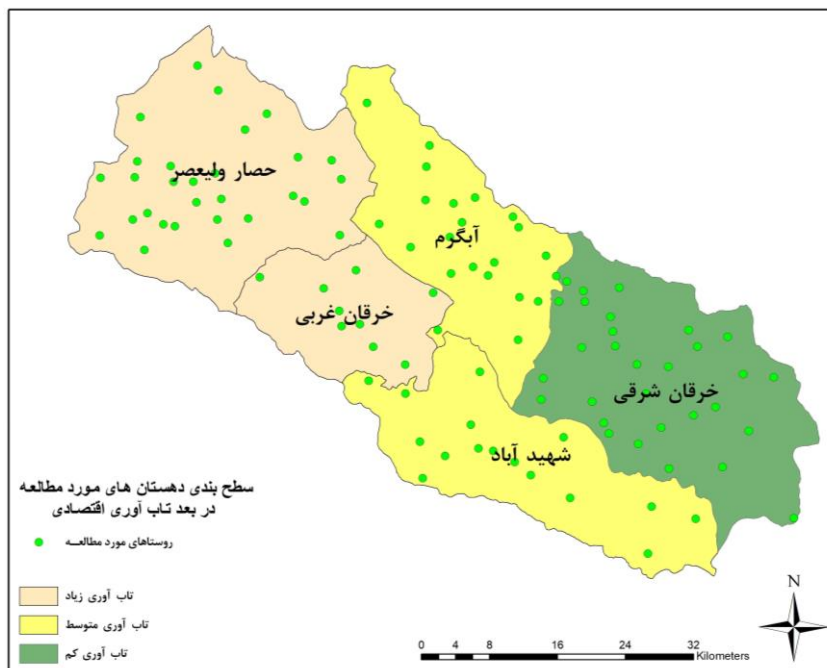 حصار ولیعصر
آبگرم
خرقان غربی
خرقان شرقی
شهید آباد
سطح بندی دهستان های مورد مطالعه
در بعد تاب آوری اقتصادی
روستاهای مورد مطالعه
تاب آوری زیاد
تاب آوری متوسط
تاب آوری کم
N
0 4 8 16 24 32
Kilometers